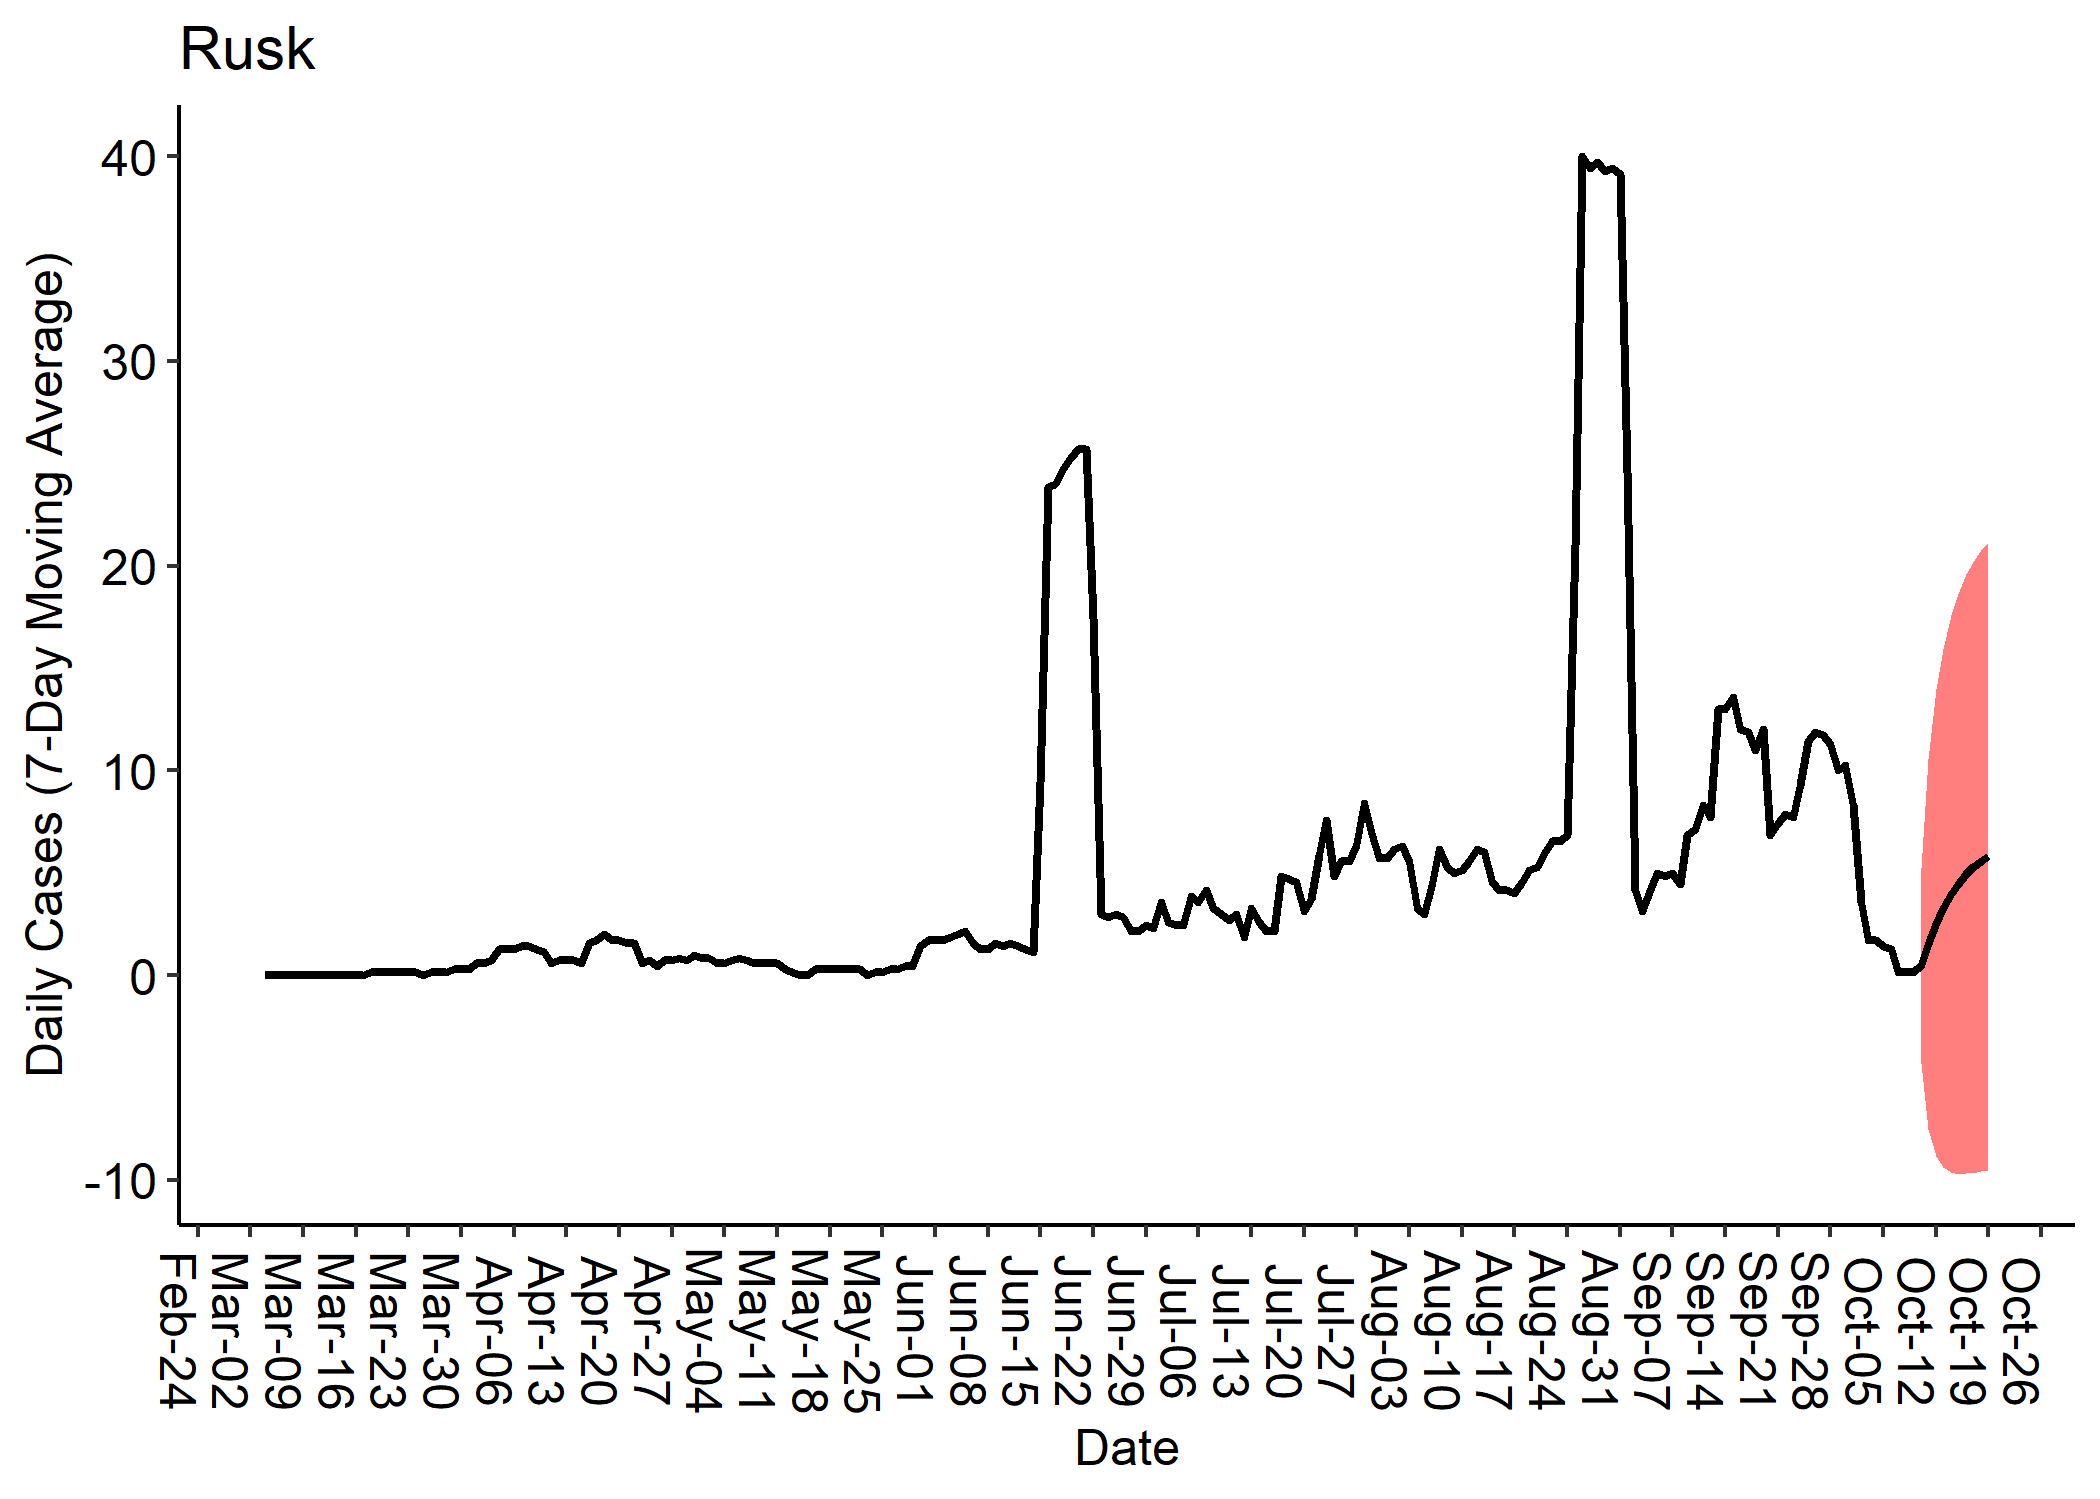 Rusk
Daily Cases (7-Day Moving Average)
40
30
20
10
0
-10
Feb-24
Mar-02
Mar-09
Mar-16
Mar-23
Mar-30
Apr-06
Apr-13
Apr-20
Apr-27
May-04
May-11
May-18
May-25
Jun-01
Jun-08
Jun-15
Jun-22
Jun-29
Jul-06
Jul-13
Jul-20
Jul-27
Aug-03
Aug-10
Aug-17
Aug-24
Aug-31
Sep-07
Sep-14
Sep-21
Sep-28
Oct-05
Oct-12
Oct-19
Oct-26
Date